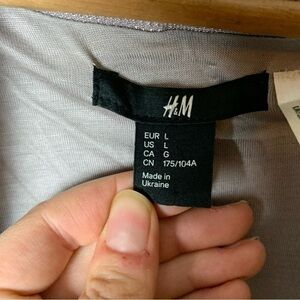 H&M
EUR L
US L
CA G
CN 175/104A
Made in
Ukraine